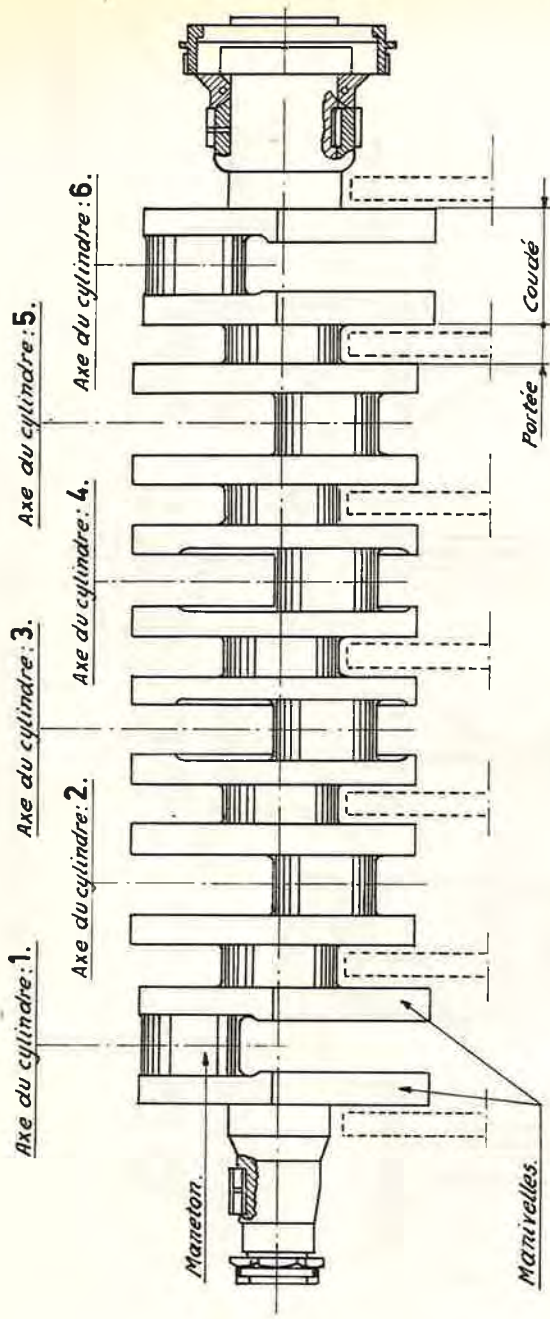 Axe du cylindre: 1.
Axe du cylindre: 2.
Axe du cylindre: 3.
Axe du cylindre: 4.
Axe du cylindre: 5.
Axe du cylindre: 6.
Maneton.
Manivelles.
Portée
Coudé